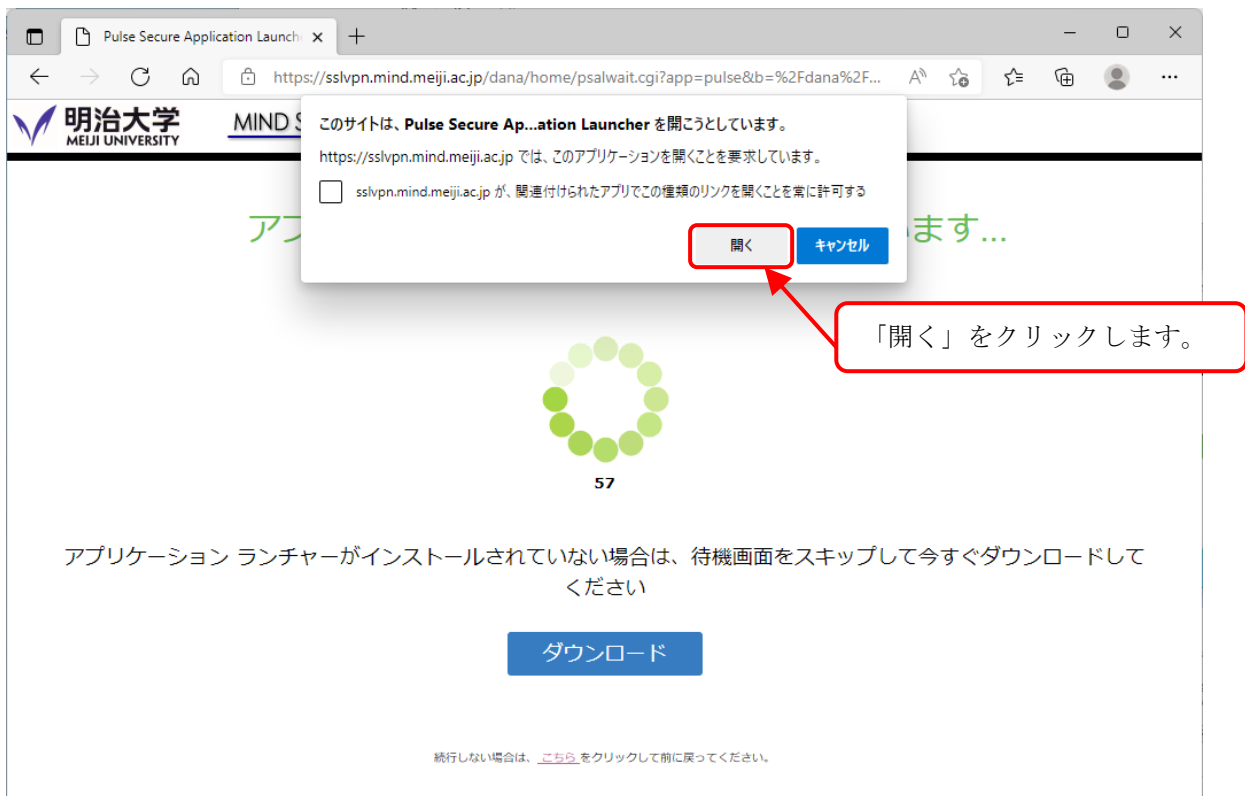 Pulse Secure Application Launch
https://sslvpn.mind.meiji.ac.jp/dana/home/psalwait.cgi?app=pulse&b=%2Fdana%2F...
明治大学
MEIJI UNIVERSITY
MIND S
このサイトは、Pulse Secure Ap...ation Launcher を開こうとしています。
https://sslvpn.mind.meiji.ac.jp では、このアプリケーションを開くことを要求しています。
sslvpn.mind.meiji.ac.jp が、関連付けられたアプリでこの種類のリンクを開くことを常に許可する
開く
キャンセル
アプ
います...
「開く」をクリックします。
57
アプリケーション ランチャーがインストールされていない場合は、待機画面をスキップして今すぐダウンロードして
ください
ダウンロード
続行しない場合は、 こちら をクリックして前に戻ってください。